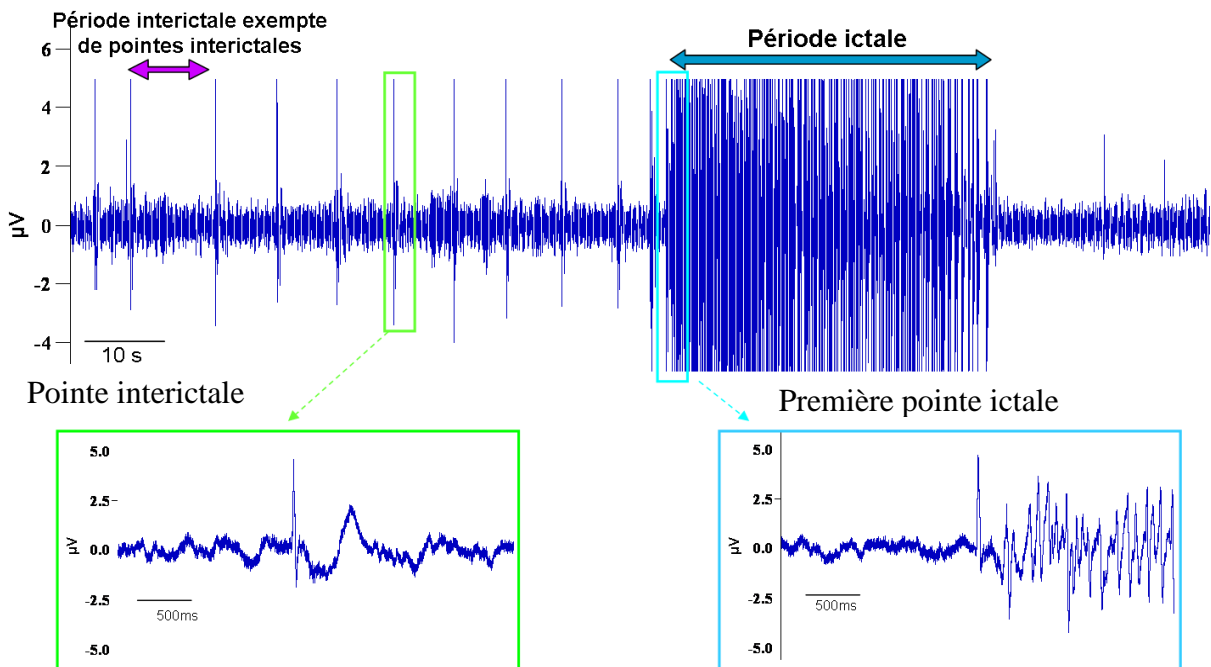 Période interictale exempte
de pointes interictales
Période ictale
6
4
2
0
-2
-4
µV
10 s
Pointe interictale
Première pointe ictale
5.0
2.5
0.0
-2.5
-5.0
µV
500ms
5.0
2.5
0.0
-2.5
-5.0
µV
500ms